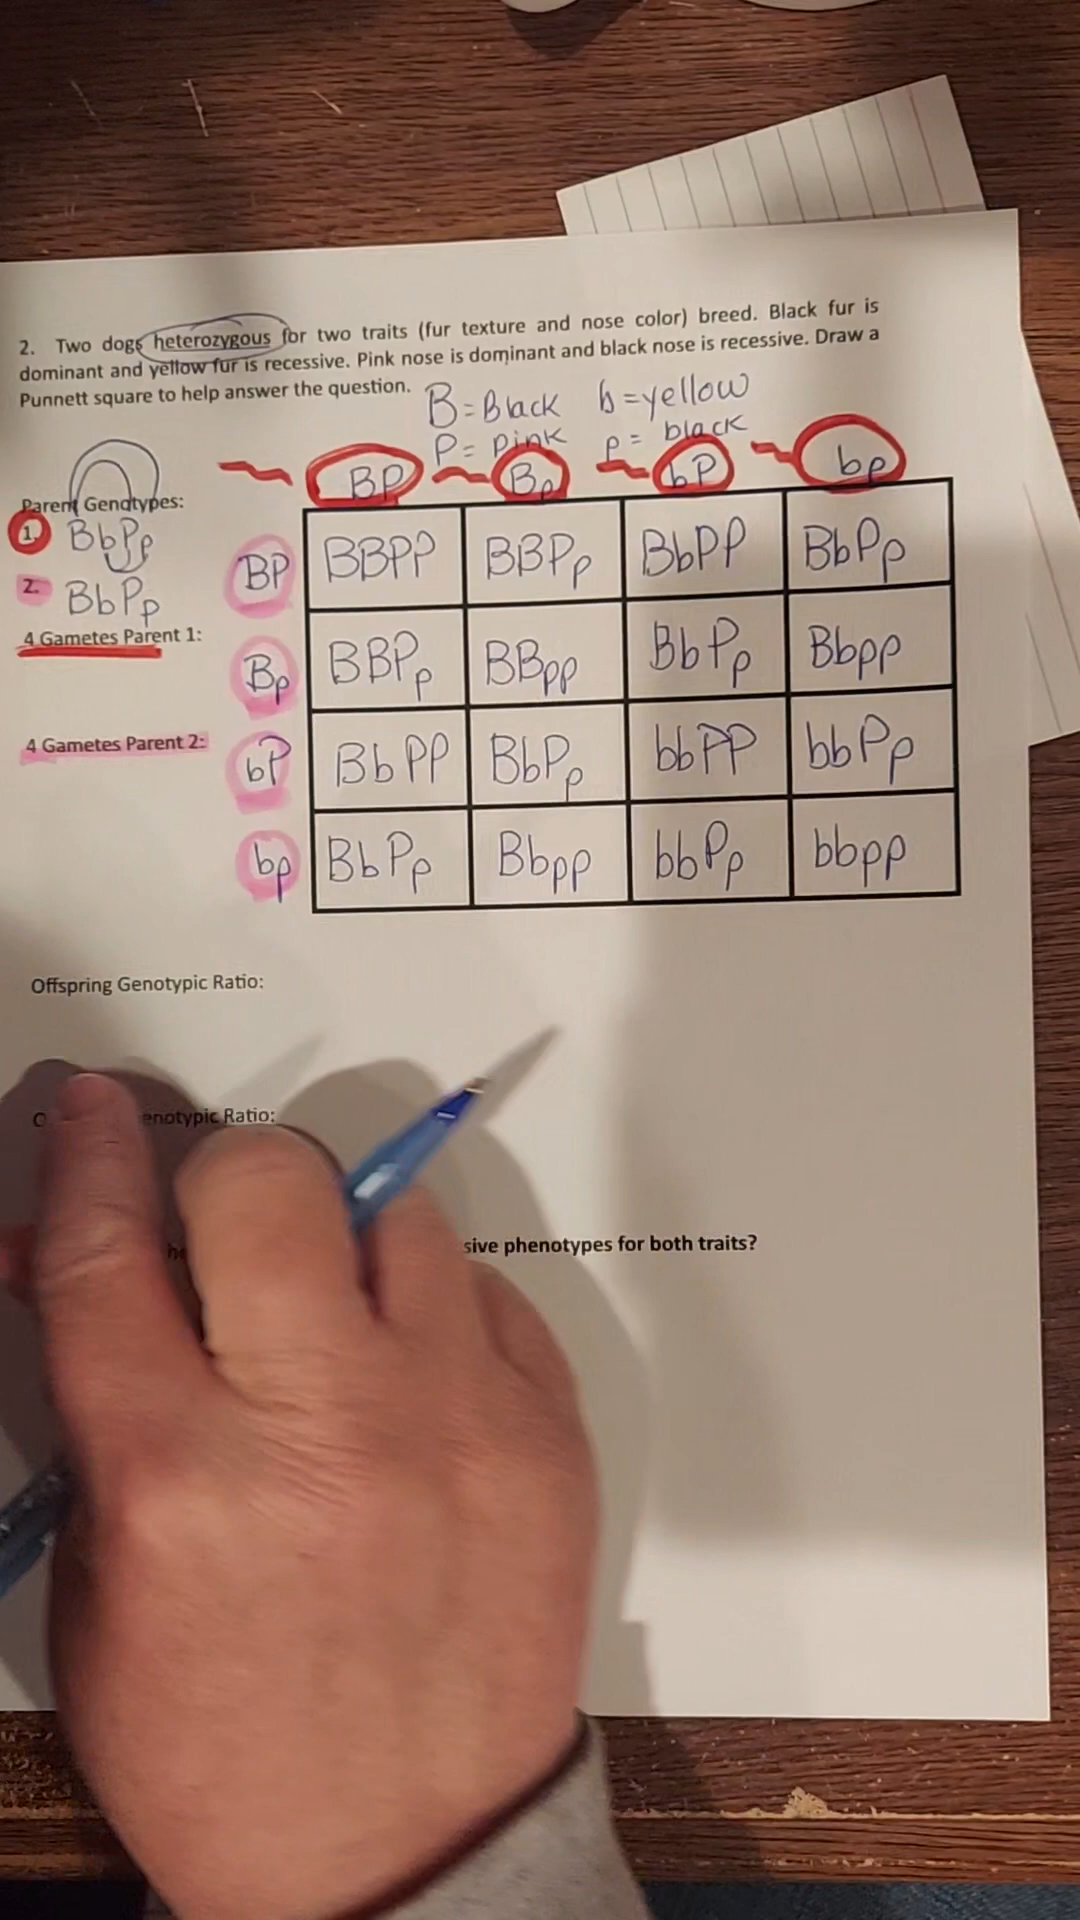 2. Two dogs heterozygous for two traits (fur texture and nose color) breed. Black fur is
dominant and yellow fur is recessive. Pink nose is dominant and black nose is recessive. Draw a
Punnett square to help answer the question.
B=Black b=yellow
P= pink p= black
BP Bp bP bp
Parent Genotypes:
1. BbPp
2. BbPp
4 Gametes Parent 1:
4 Gametes Parent 2:
BP BBPP BBPp BbPP BbPp
Bp BBPp BBpp BbPp Bbpp
bP BbPP BbPp bbPP bbPp
bp BbPp Bbpp bbPp bbpp
Offspring Genotypic Ratio:
Ratio:
phenotypes for both traits?